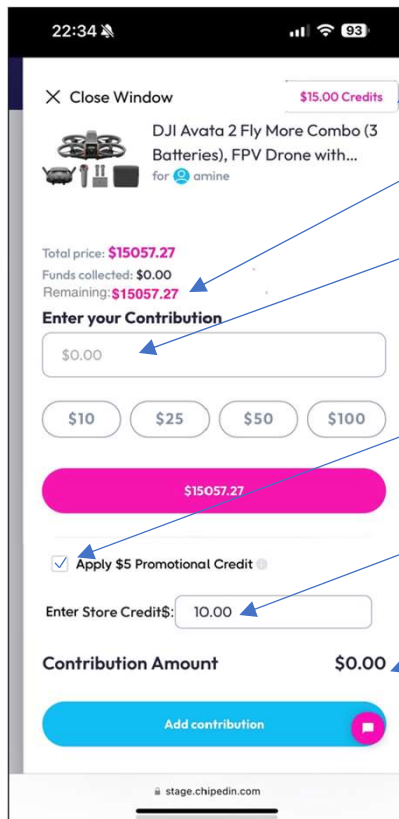 22:34
93
Close Window
$15.00 Credits
DJI Avata 2 Fly More Combo (3
Batteries), FPV Drone with...
for amine
Total price: $15057.27
Funds collected: $0.00
Remaining: $15057.27
Enter your Contribution
$0.00
$10 $25 $50 $100
$15057.27
Apply $5 Promotional Credit
Enter Store Credit$: 10.00
Contribution Amount $0.00
Add contribution
stage.chipedin.com